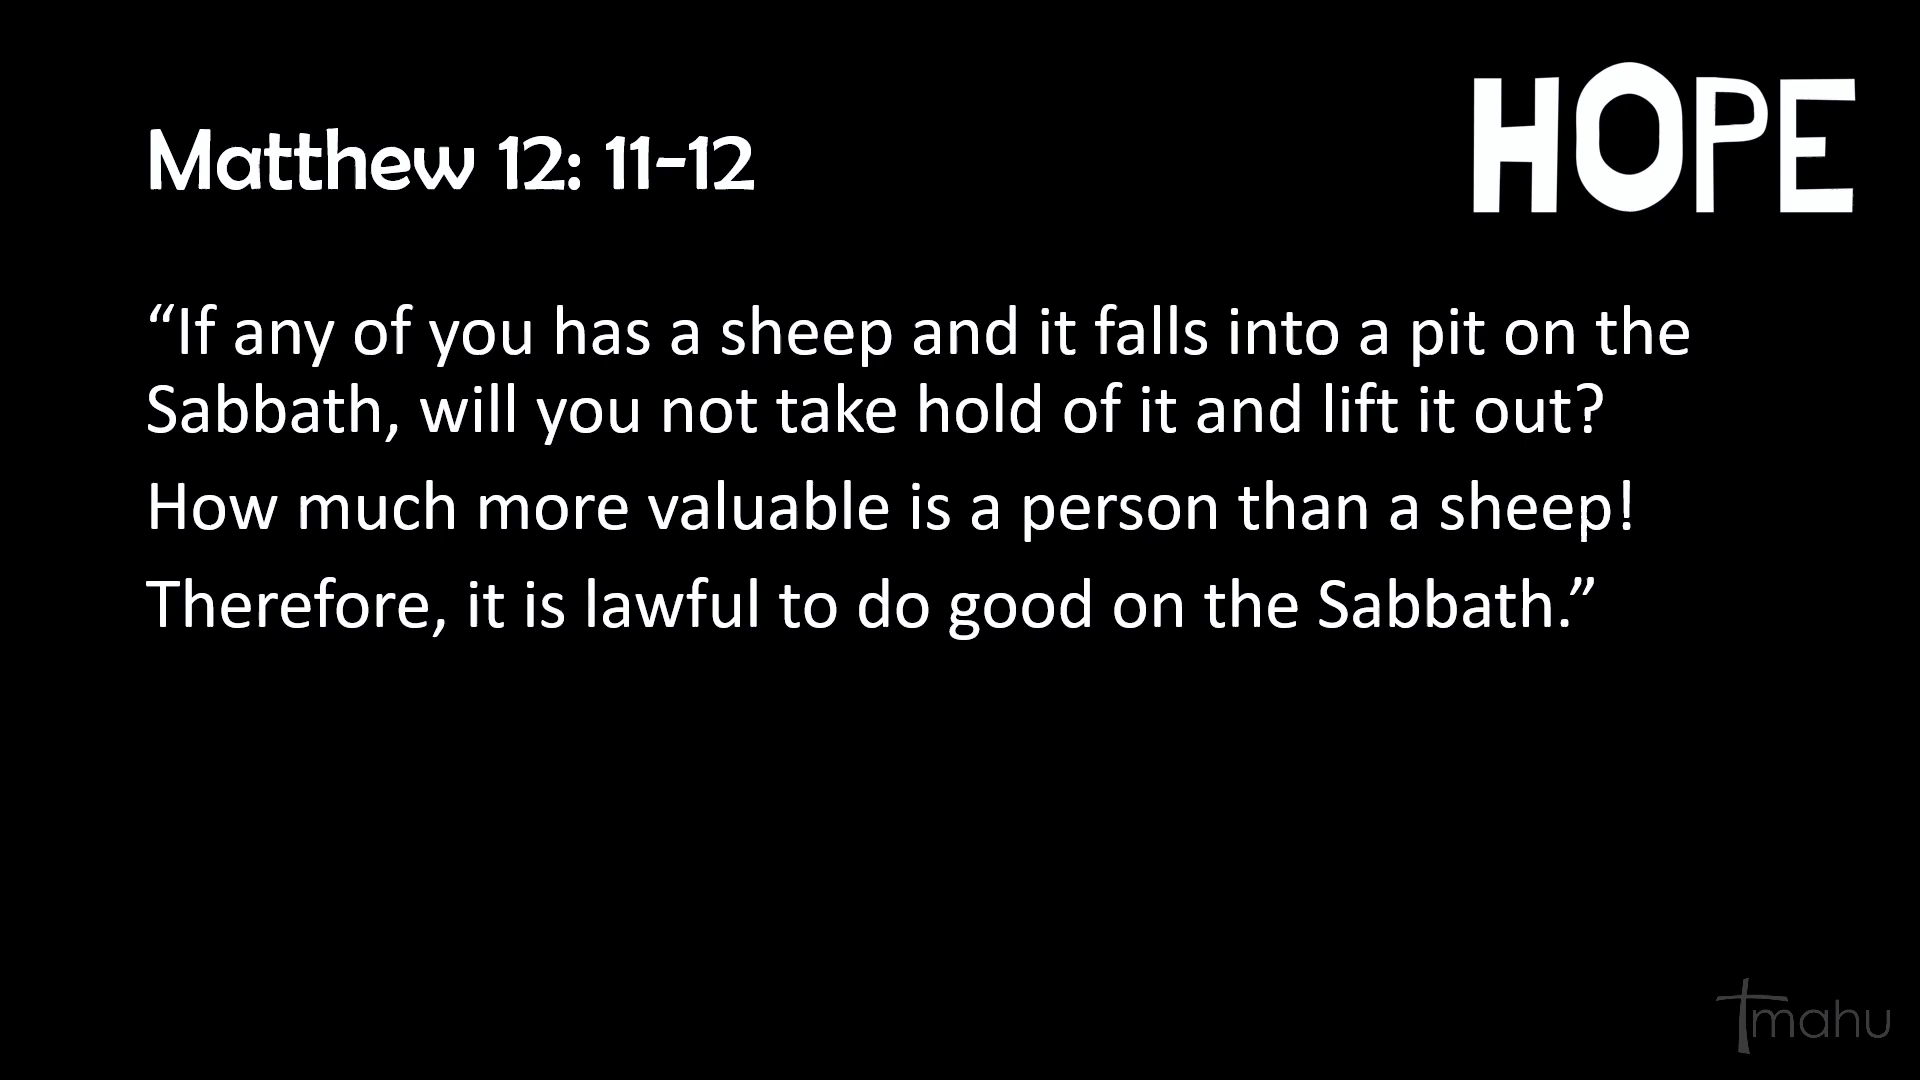 HOPE
Matthew 12: 11-12
“If any of you has a sheep and it falls into a pit on the
Sabbath, will you not take hold of it and lift it out?
How much more valuable is a person than a sheep!
Therefore, it is lawful to do good on the Sabbath.”
mahu